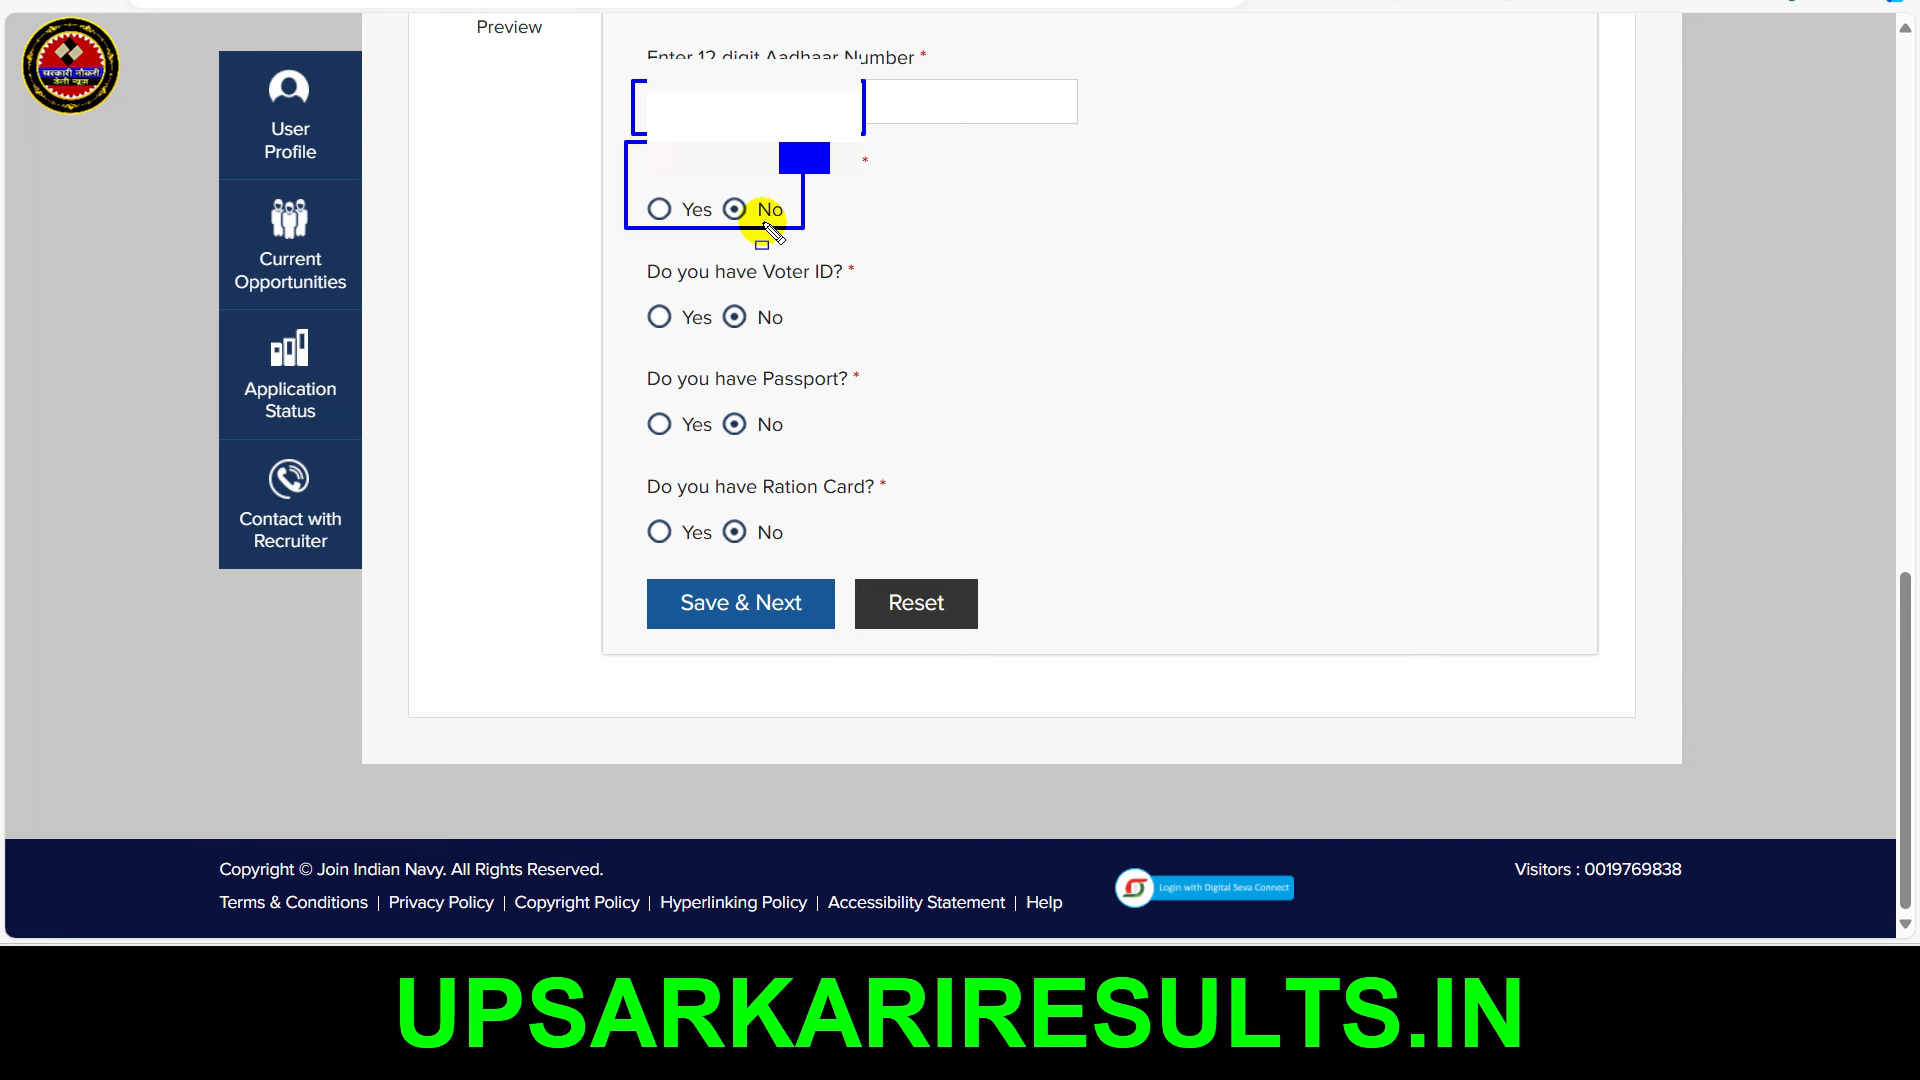 Preview
Enter 12 digit Aadhaar Number *
सरकारी नौकरी
डेली न्यूज़
User
Profile
*
Yes No
Current
Opportunities
Do you have Voter ID? *
Yes No
Application
Status
Do you have Passport? *
Yes No
Contact with
Recruiter
Do you have Ration Card? *
Yes No
Save & Next Reset
Copyright © Join Indian Navy. All Rights Reserved.
Visitors : 0019769838
Login with Digital Seva Connect
Terms & Conditions | Privacy Policy | Copyright Policy | Hyperlinking Policy | Accessibility Statement | Help
UPSARKARIRESULTS.IN